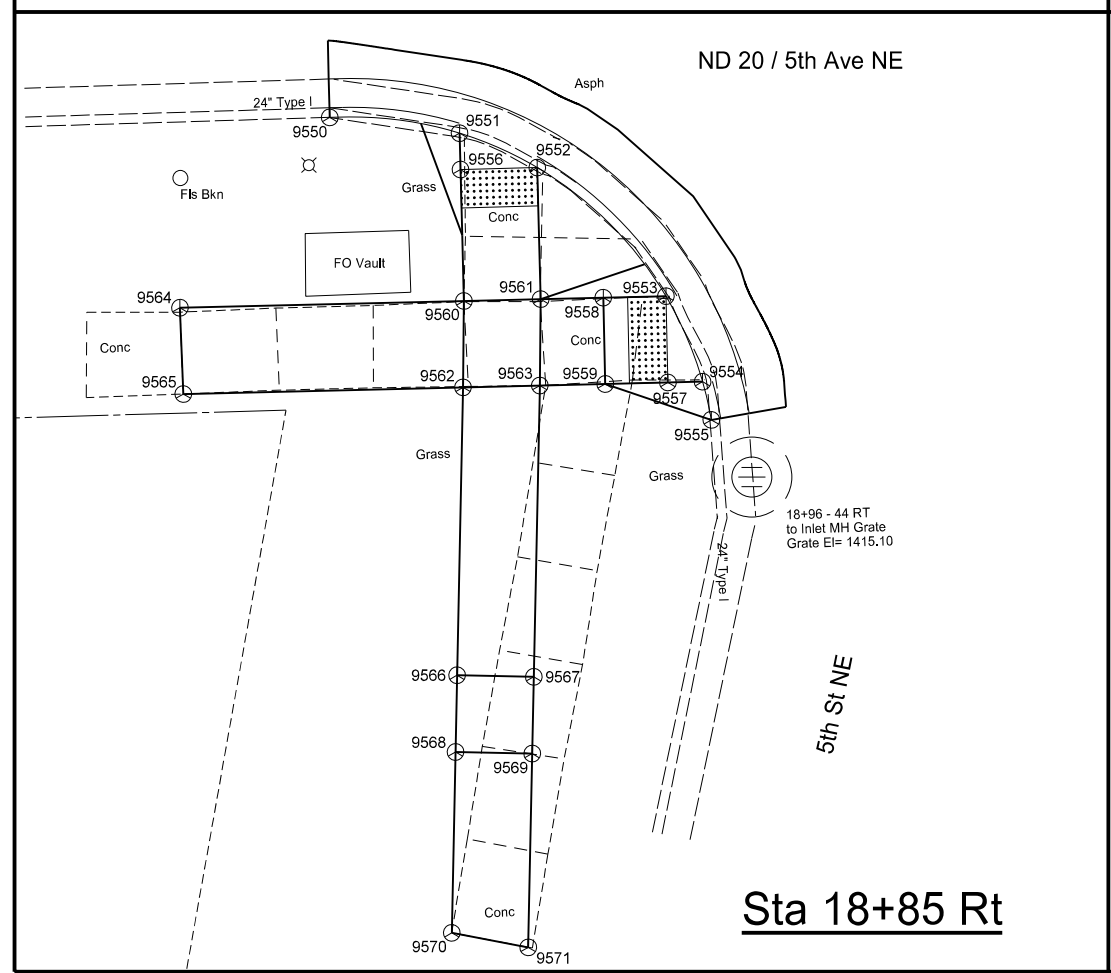 ND 20 / 5th Ave NE
Asph
24" Type I
9550
9551
9552
9556
Grass
Fls Bkn
Conc
FO Vault
9564
9560
9561
9558
9553
Conc
Conc
9565
9562
9563
9559
9554
9557
9555
Grass
Grass
18+96 - 44 RT
to Inlet MH Grate
Grate El= 1415.10
24" Type I
9566
9567
5th St NE
9568
9569
Conc
9570
9571
Sta 18+85 Rt